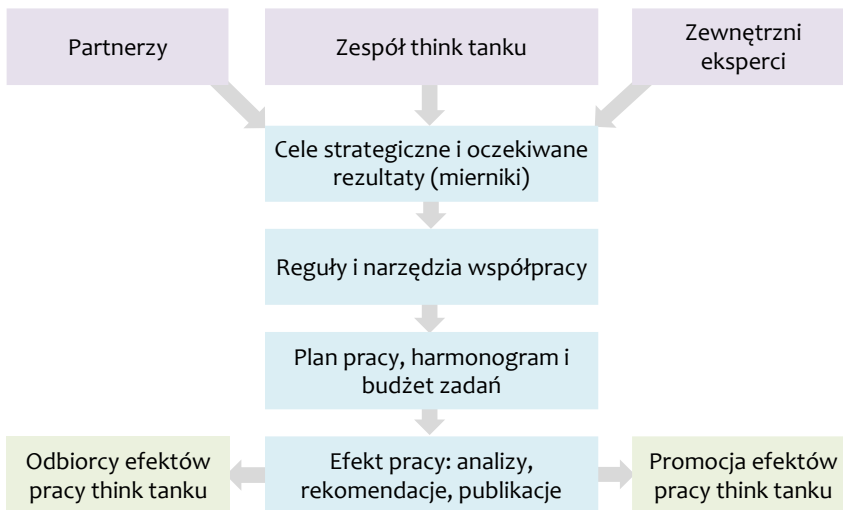 Partnerzy
Zespół think tanku
Zewnętrzni
eksperci
Cele strategiczne i oczekiwane
rezultaty (mierniki)
Reguły i narzędzia współpracy
Plan pracy, harmonogram i
budżet zadań
Odbiorcy efektów
pracy think tanku
Efekt pracy: analizy,
rekomendacje, publikacje
Promocja efektów
pracy think tanku